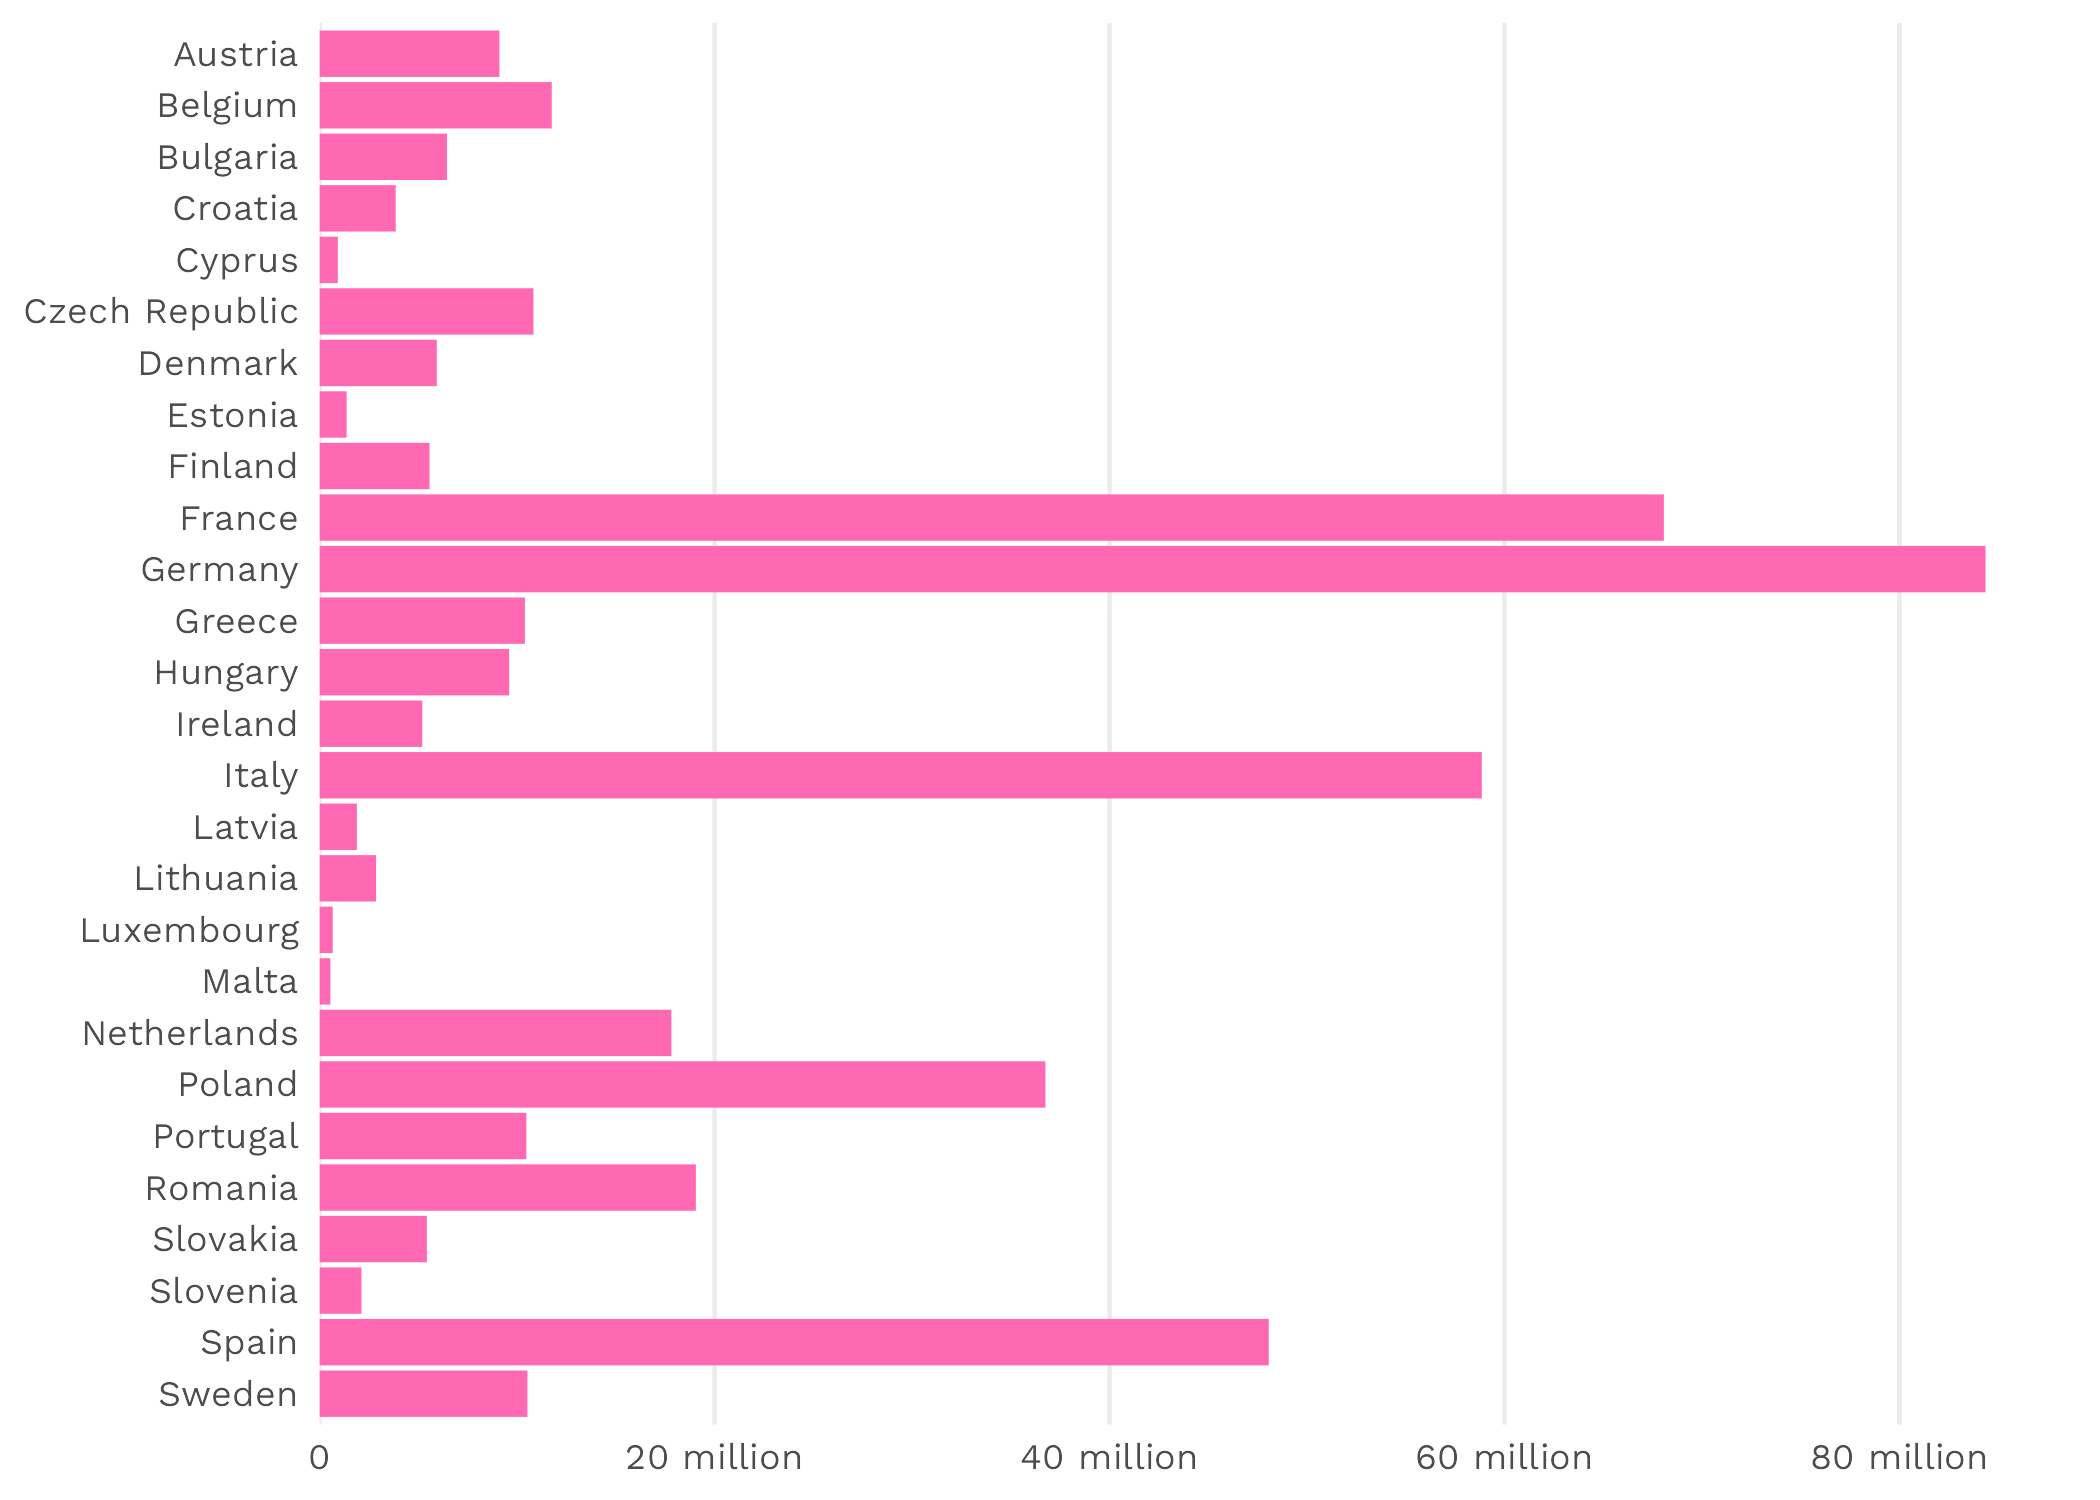 Austria
Belgium
Bulgaria
Croatia
Cyprus
Czech Republic
Denmark
Estonia
Finland
France
Germany
Greece
Hungary
Ireland
Italy
Latvia
Lithuania
Luxembourg
Malta
Netherlands
Poland
Portugal
Romania
Slovakia
Slovenia
Spain
Sweden
0 20 million 40 million 60 million 80 million